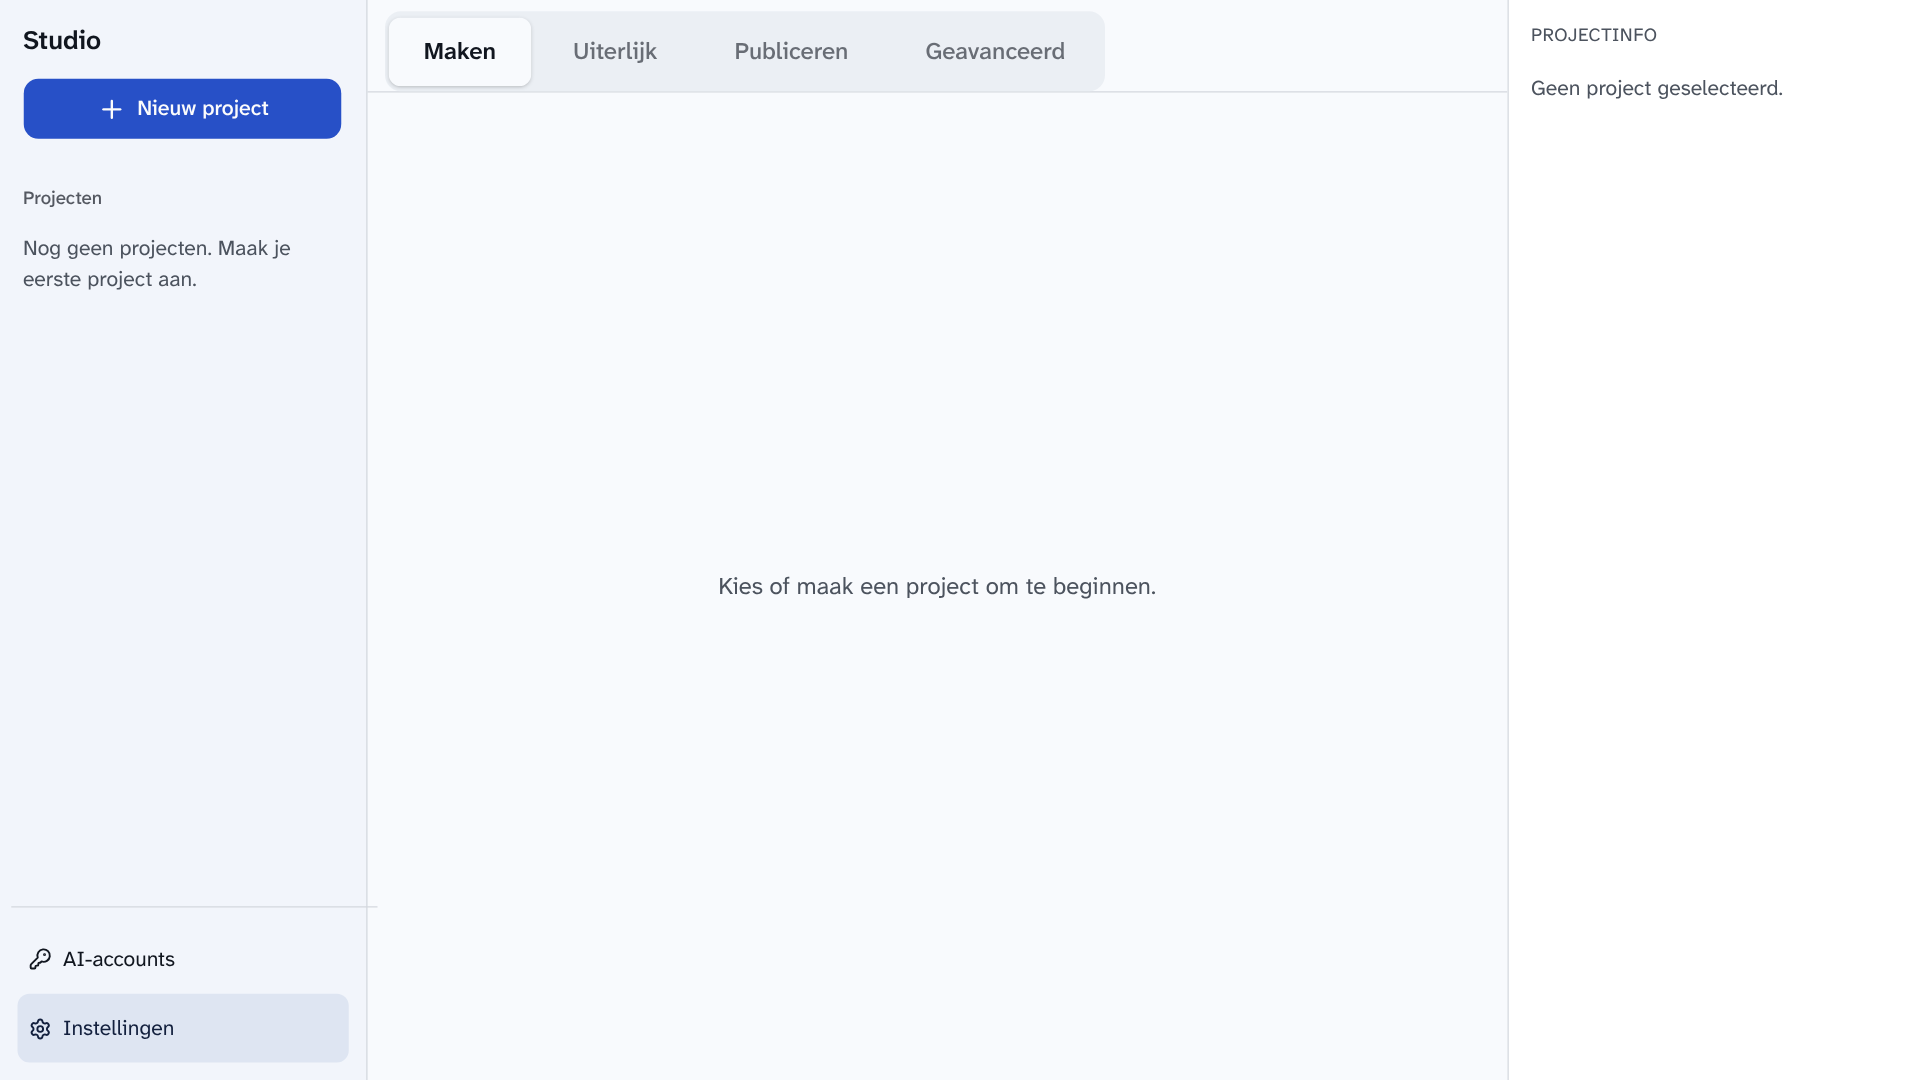 Studio
Nieuw project
Projecten
Nog geen projecten. Maak je
eerste project aan.
AI-accounts
Instellingen
Maken
Uiterlijk
Publiceren
Geavanceerd
Kies of maak een project om te beginnen.
PROJECTINFO
Geen project geselecteerd.